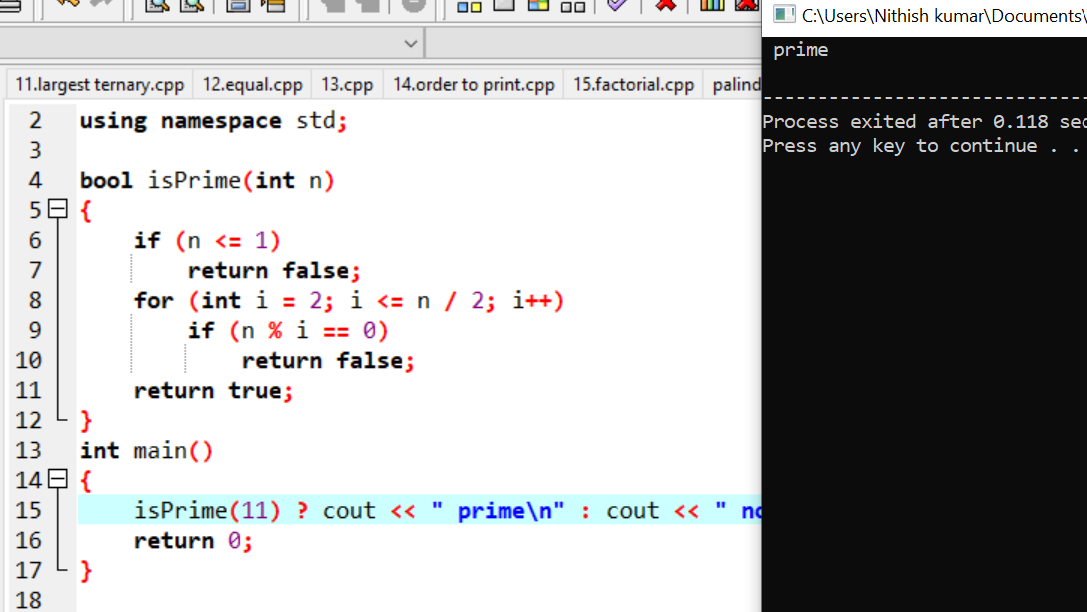 C:\Users\Nithish kumar\Documents\
prime
--------------------------------
Process exited after 0.118 sec
Press any key to continue . .
11.largest ternary.cpp 12.equal.cpp 13.cpp 14.order to print.cpp 15.factorial.cpp palind
2 using namespace std;
3
4 bool isPrime(int n)
5 {
6 if (n <= 1)
7 return false;
8 for (int i = 2; i <= n / 2; i++)
9 if (n % i == 0)
10 return false;
11 return true;
12 }
13 int main()
14 {
15 isPrime(11) ? cout << " prime\n" : cout << " no
16 return 0;
17 }
18